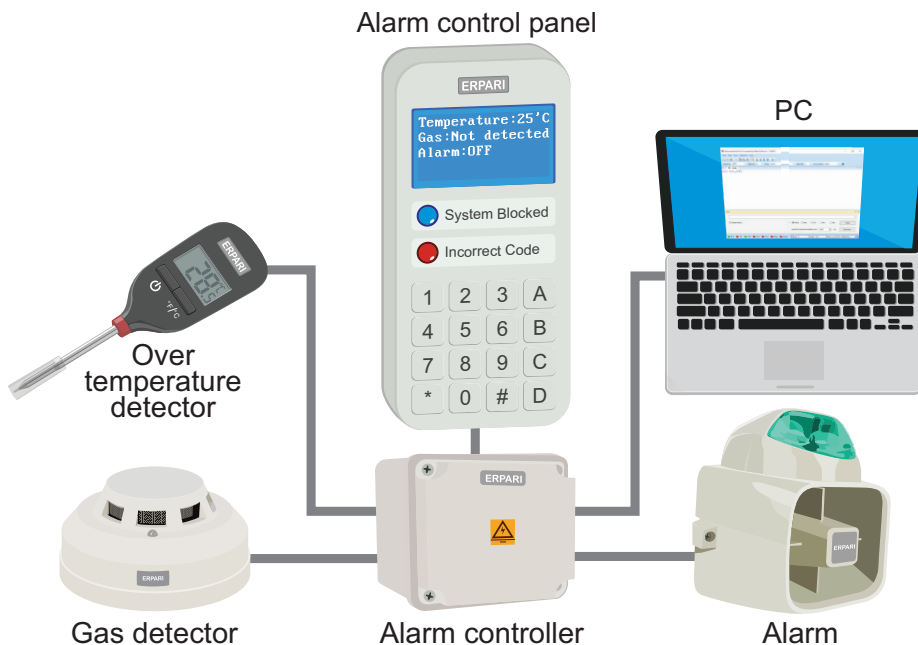 Alarm control panel
ERPARI
Temperature:25'C
Gas:Not detected
Alarm:OFF
System Blocked
Incorrect Code
1 2 3 A
4 5 6 B
7 8 9 C
* 0 # D
PC
ERPARI
28.5°C
°F/°C
Over
temperature
detector
ERPARI
ERPARI
ERPARI
Gas detector
Alarm controller
Alarm